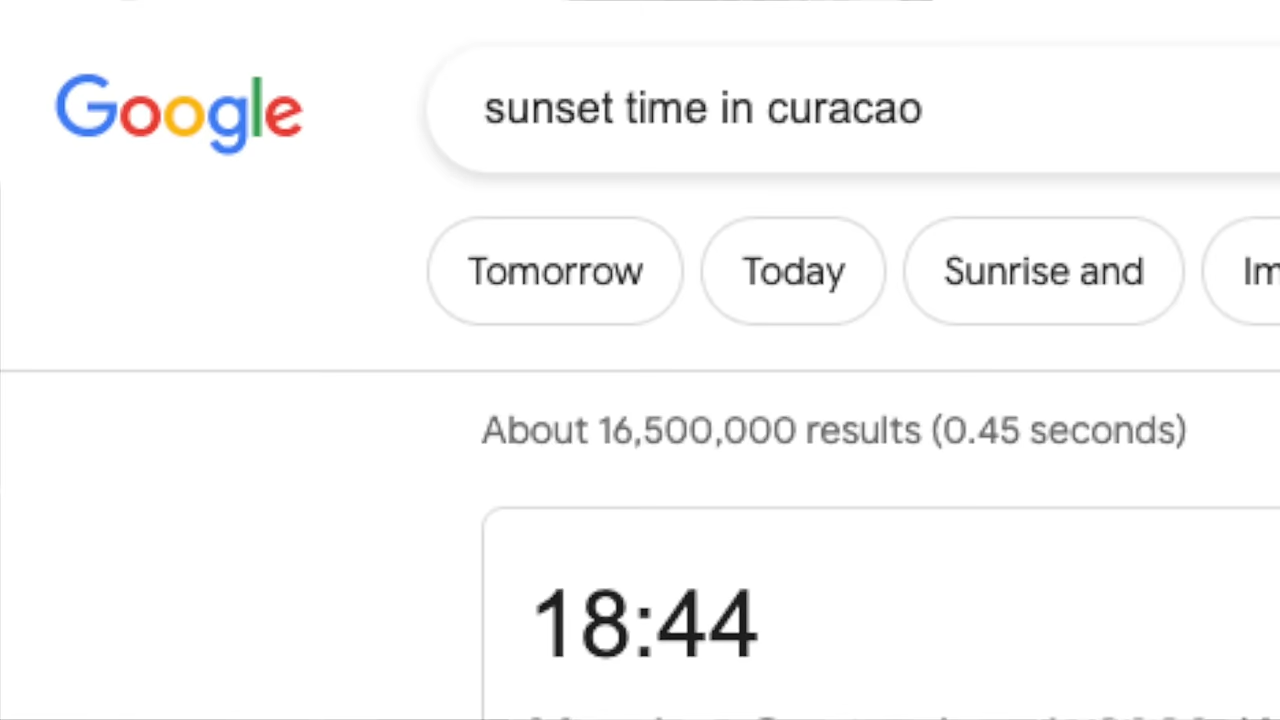 Google
sunset time in curacao
Tomorrow Today Sunrise and Im
About 16,500,000 results (0.45 seconds)
18:44